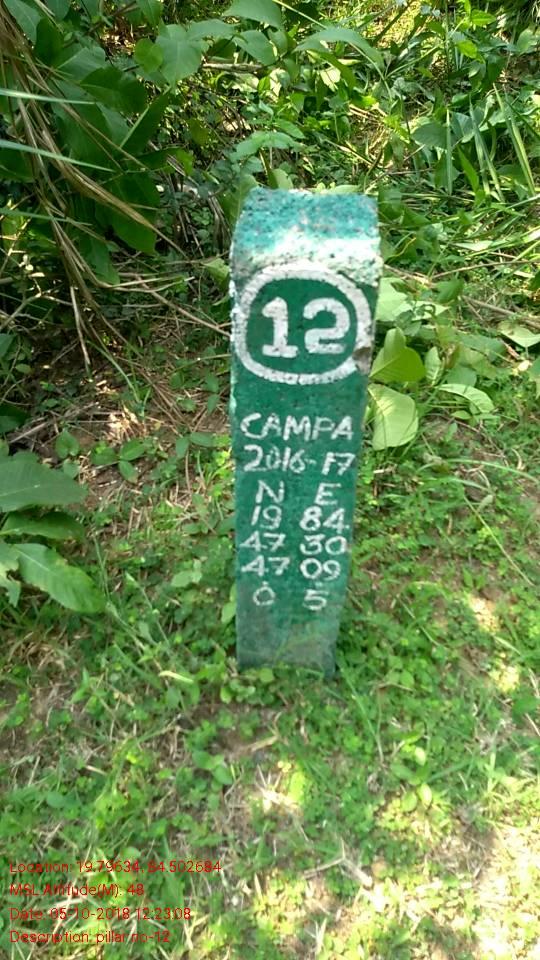 12
CAMPA
2016-17
N E
19 84
47 30
47 09
0 5
Location: 19.79634, 84.502684
MSL Altitude(M): 48
Date: 05-10-2018 12:23:08
Description: pillar no-12